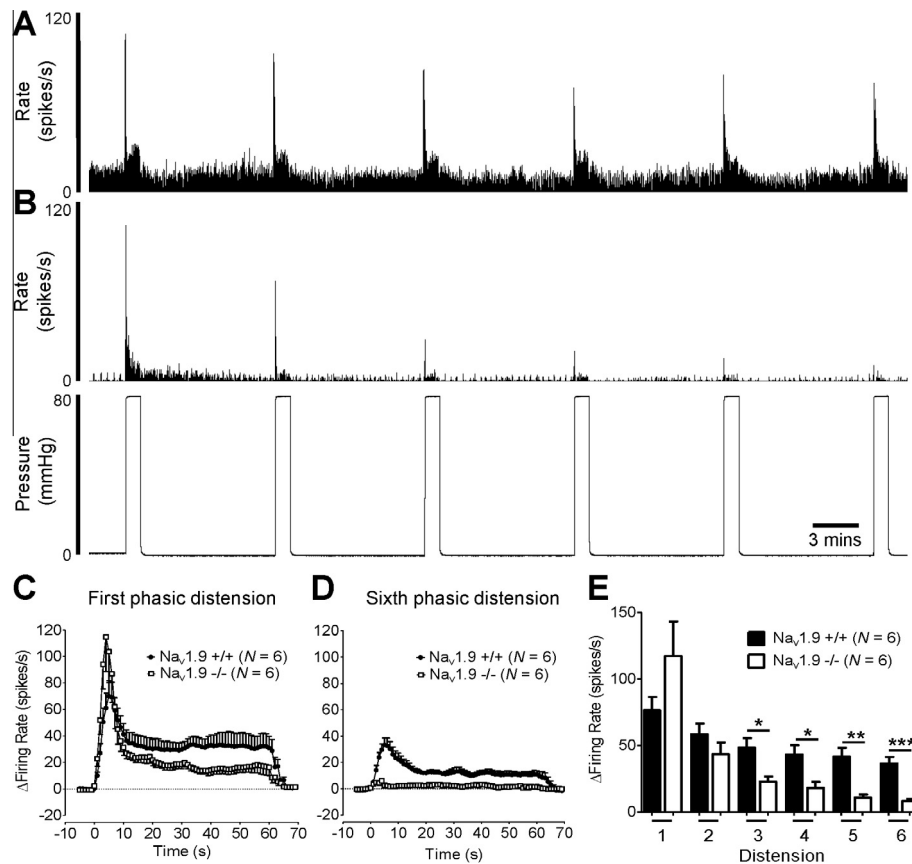 A
120
Rate
(spikes/s)
0
B
120
Rate
(spikes/s)
0
80
Pressure
(mmHg)
0
3 mins
C
First phasic distension
120
100
80
60
40
20
0
ΔFiring Rate (spikes/s)
Nav1.9 +/+ (N = 6)
Nav1.9 -/- (N = 6)
-10 0 10 20 30 40 50 60 70
Time (s)
D
Sixth phasic distension
120
100
80
60
40
20
0
Nav1.9 +/+ (N = 6)
Nav1.9 -/- (N = 6)
-10 0 10 20 30 40 50 60 70
Time (s)
E
150
100
50
0
ΔFiring Rate (spikes/s)
Nav1.9 +/+ (N = 6)
Nav1.9 -/- (N = 6)
* * ** ***
1 2 3 4 5 6
Distension